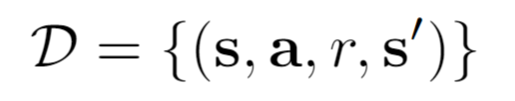 𝒟 = {(𝐬, 𝐚, r, 𝐬′)}